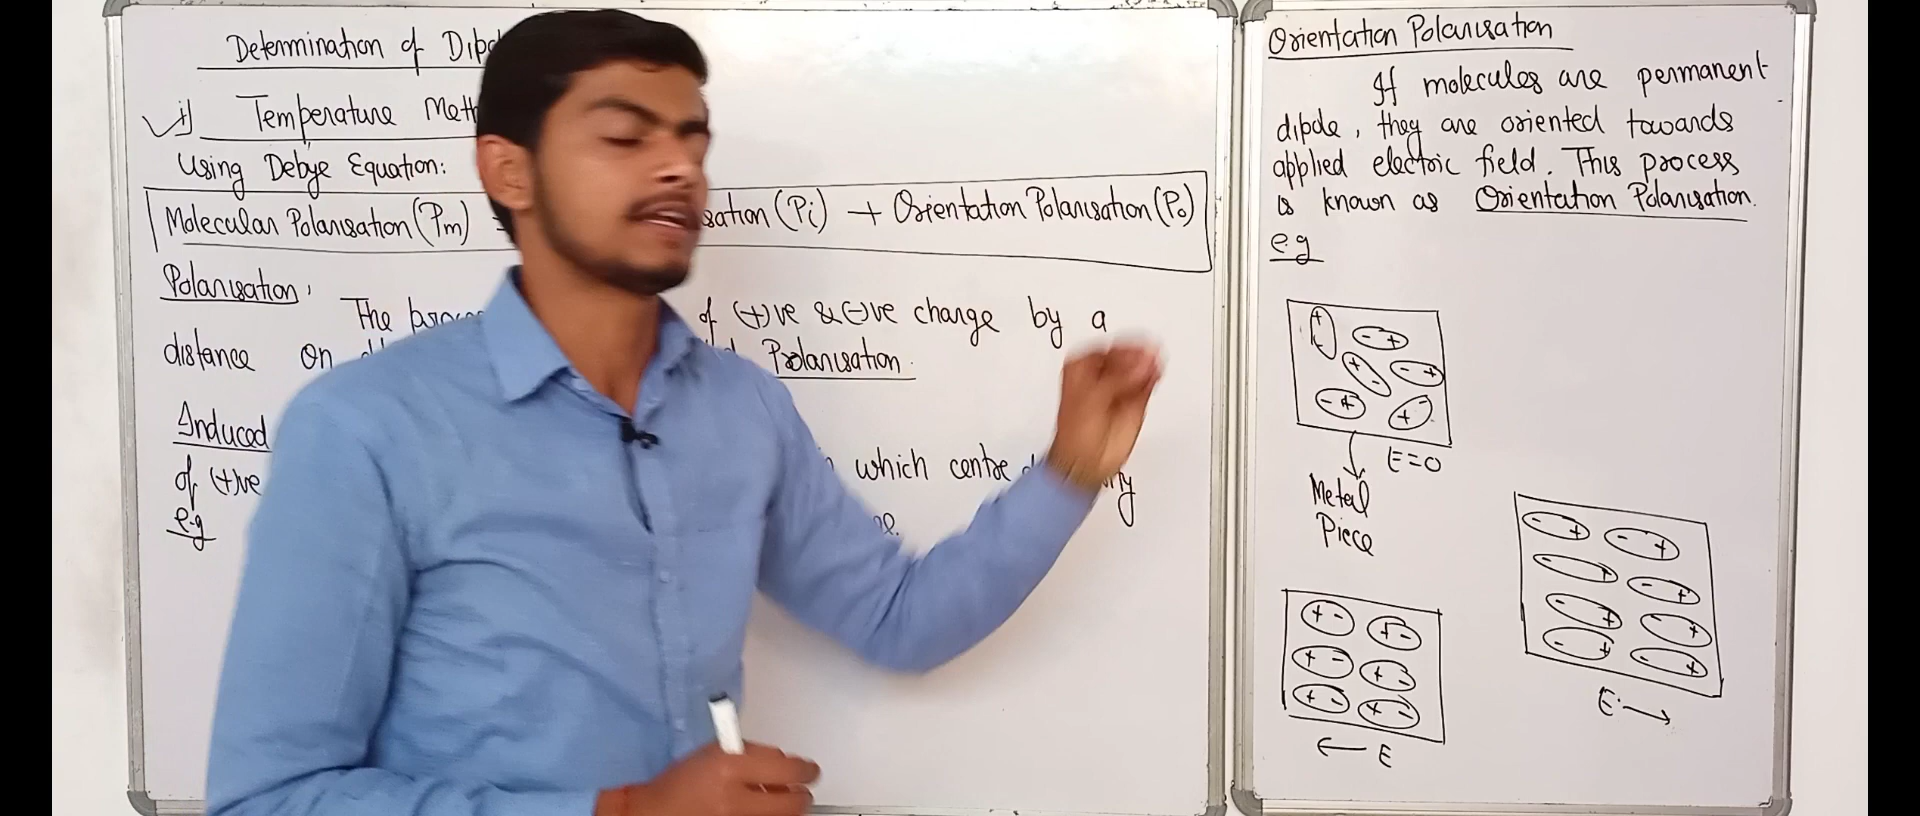 Determination of Dipo
i) Temperature Meth
Using Debye Equation:
Molecular Polarisation (Pm) = sation (Pi) + Orientation Polarisation (Po)
Polarisation:
The proce of (+)ve & (-)ve charge by a
distance on Polarisation.
Induced
of (+)ve which centre
e.g
Orientation Polarisation
If molecules are permanent
dipole, they are oriented towards
applied electric field. This process
is known as Orientation Polarisation.
e.g
+ - + + - - +
- + + -
E=0
Metal
Piece
- + - +
- + - +
- + - +
- + - +
E →
+ - + -
+ - + -
+ - + -
← E